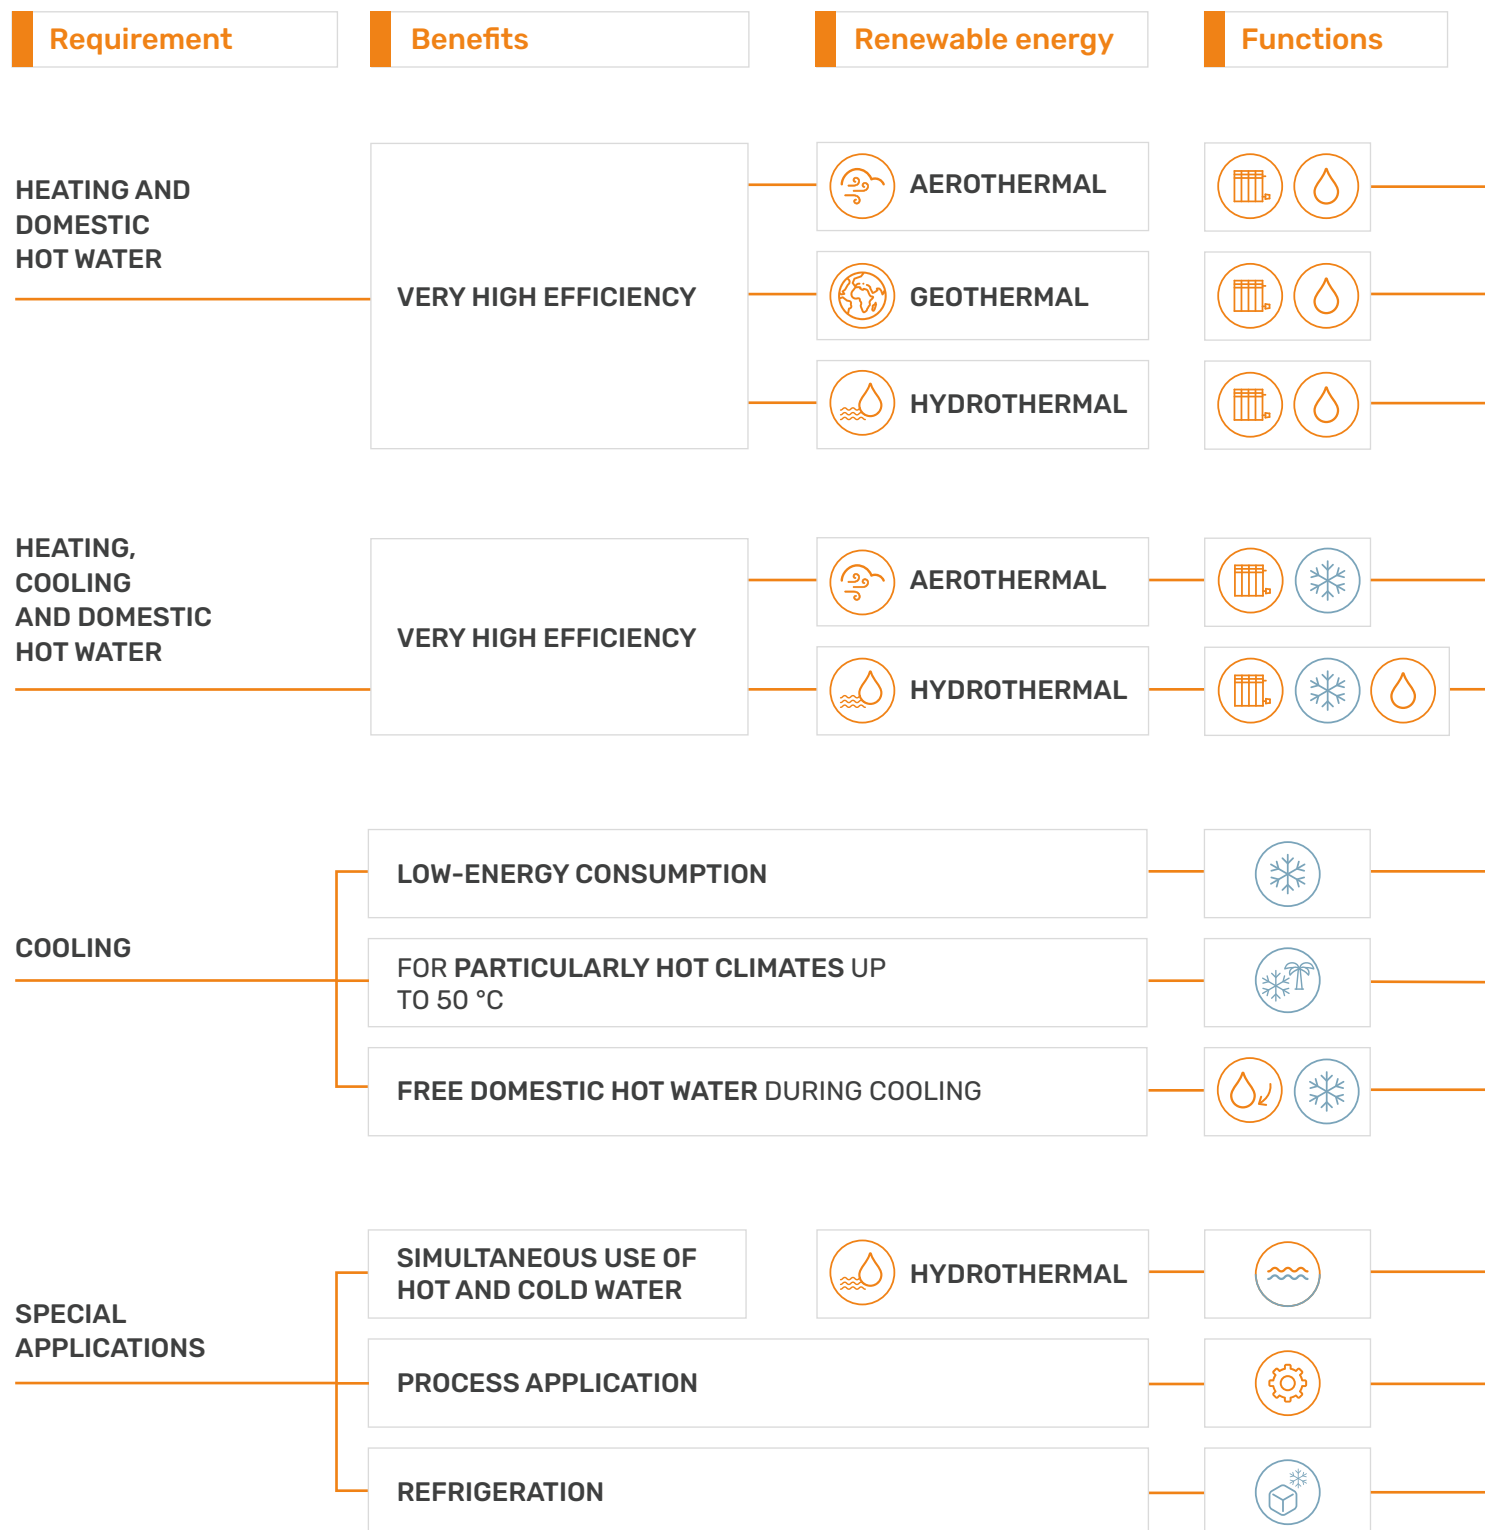 Requirement
Benefits
Renewable energy
Functions
HEATING AND
DOMESTIC
HOT WATER
VERY HIGH EFFICIENCY
AEROTHERMAL
GEOTHERMAL
HYDROTHERMAL
HEATING,
COOLING
AND DOMESTIC
HOT WATER
VERY HIGH EFFICIENCY
AEROTHERMAL
HYDROTHERMAL
COOLING
LOW-ENERGY CONSUMPTION
FOR PARTICULARLY HOT CLIMATES UP
TO 50 °C
FREE DOMESTIC HOT WATER DURING COOLING
SPECIAL
APPLICATIONS
SIMULTANEOUS USE OF
HOT AND COLD WATER
HYDROTHERMAL
PROCESS APPLICATION
REFRIGERATION